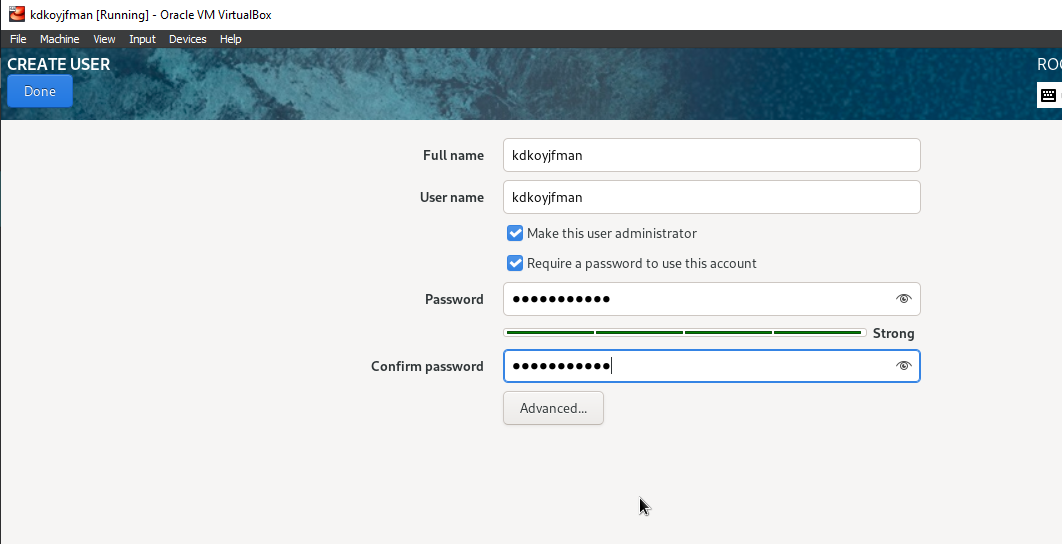 kdkoyjfman [Running] - Oracle VM VirtualBox
File Machine View Input Devices Help
CREATE USER
Done
Full name kdkoyjfman
User name kdkoyjfman
Make this user administrator
Require a password to use this account
Password ●●●●●●●●●●●
Strong
Confirm password ●●●●●●●●●●●
Advanced...